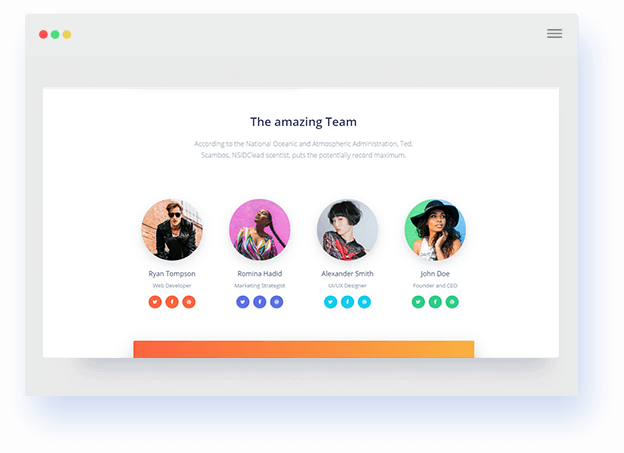 The amazing Team
According to the National Oceanic and Atmospheric Administration, Ted,
Scambos, NSIDClead scentist, puts the potentially record maximum.
Ryan Tompson
Romina Hadid
Alexander Smith
John Doe
Web Developer
Marketing Strategist
UI/UX Designer
Founder and CEO